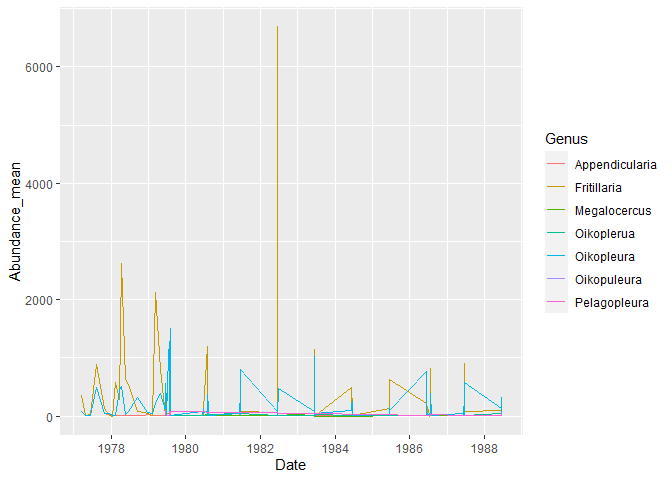 6000
4000
2000
0
Abundance_mean
1978
1980
1982
1984
1986
1988
Date
Genus
Appendicularia
Fritillaria
Megalocercus
Oikoplerua
Oikopleura
Oikopuleura
Pelagopleura